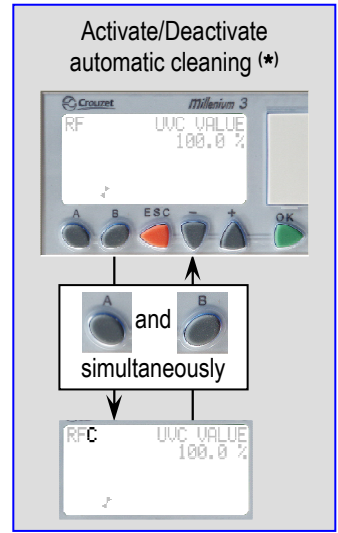 Activate/Deactivate
automatic cleaning (*)
Crouzet Millenium 3
RF UVC VALUE
100.0 %
A B ESC - + OK
A and B
simultaneously
RFC UVC VALUE
100.0 %